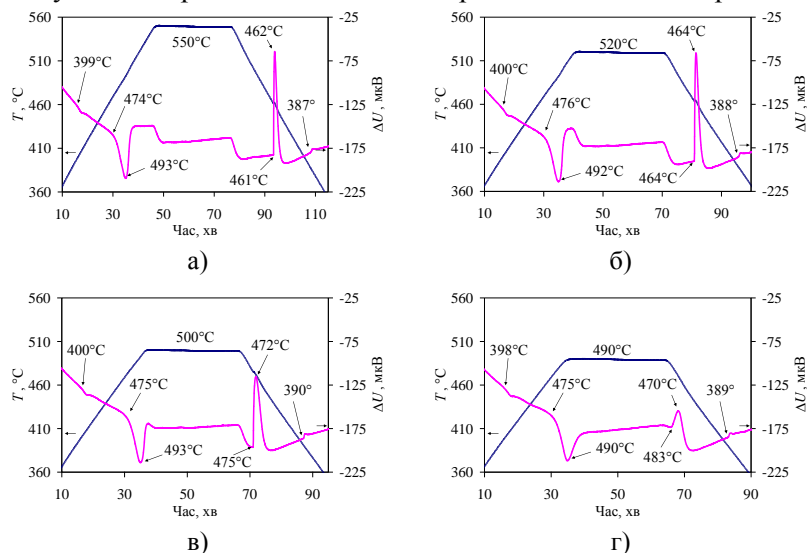 560
510
460
410
360
T, °C
-25
-75
-125
-175
-225
ΔU, мкВ
10 30 50 70 90 110
Час, хв
399°C
474°C
493°C
550°C
462°C
461°C
387°
а)
560
510
460
410
360
T, °C
-25
-75
-125
-175
-225
ΔU, мкВ
10 30 50 70 90
Час, хв
400°C
476°C
492°C
520°C
464°C
464°C
388°
б)
560
510
460
410
360
T, °C
-25
-75
-125
-175
-225
ΔU, мкВ
10 30 50 70 90
Час, хв
400°C
475°C
493°C
500°C
472°C
475°C
390°
в)
560
510
460
410
360
T, °C
-25
-75
-125
-175
-225
ΔU, мкВ
10 30 50 70 90
Час, хв
398°C
475°C
490°C
490°C
470°C
483°C
389°
г)